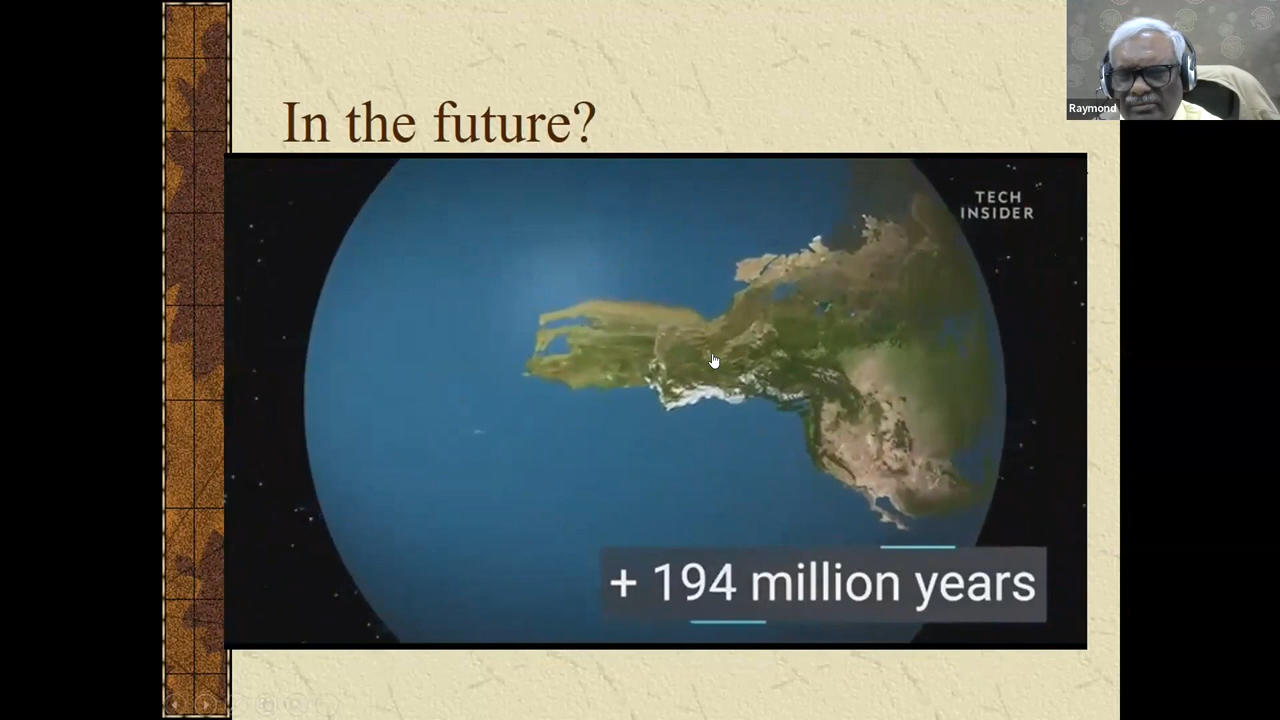 In the future?
Raymond
TECH
INSIDER
+ 194 million years